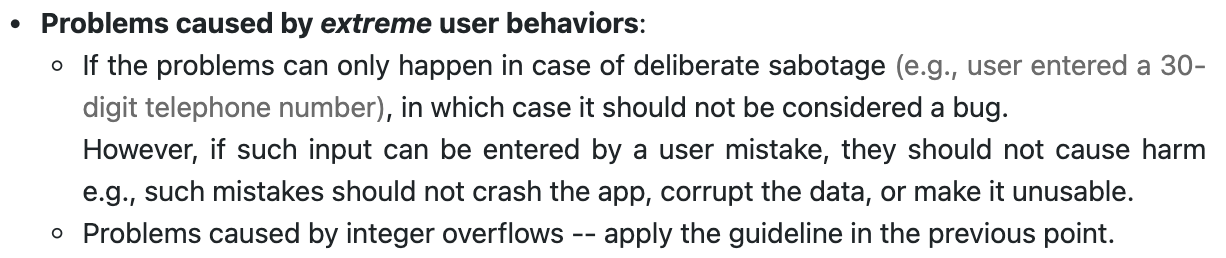 • Problems caused by extreme user behaviors:
◦ If the problems can only happen in case of deliberate sabotage (e.g., user entered a 30-
digit telephone number), in which case it should not be considered a bug.
However, if such input can be entered by a user mistake, they should not cause harm
e.g., such mistakes should not crash the app, corrupt the data, or make it unusable.
◦ Problems caused by integer overflows -- apply the guideline in the previous point.